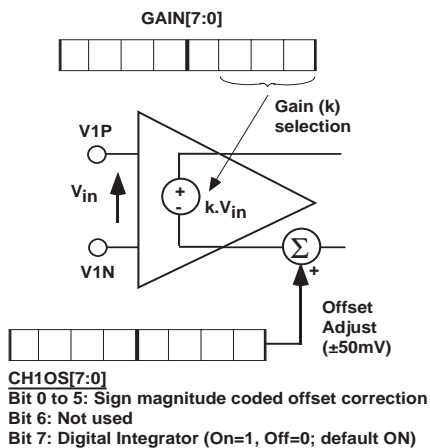 GAIN[7:0]
Gain (k)
selection
V1P
Vin
+
-
k.Vin
V1N
Σ
+
Offset
Adjust
(±50mV)
CH1OS[7:0]
Bit 0 to 5: Sign magnitude coded offset correction
Bit 6: Not used
Bit 7: Digital Integrator (On=1, Off=0; default ON)